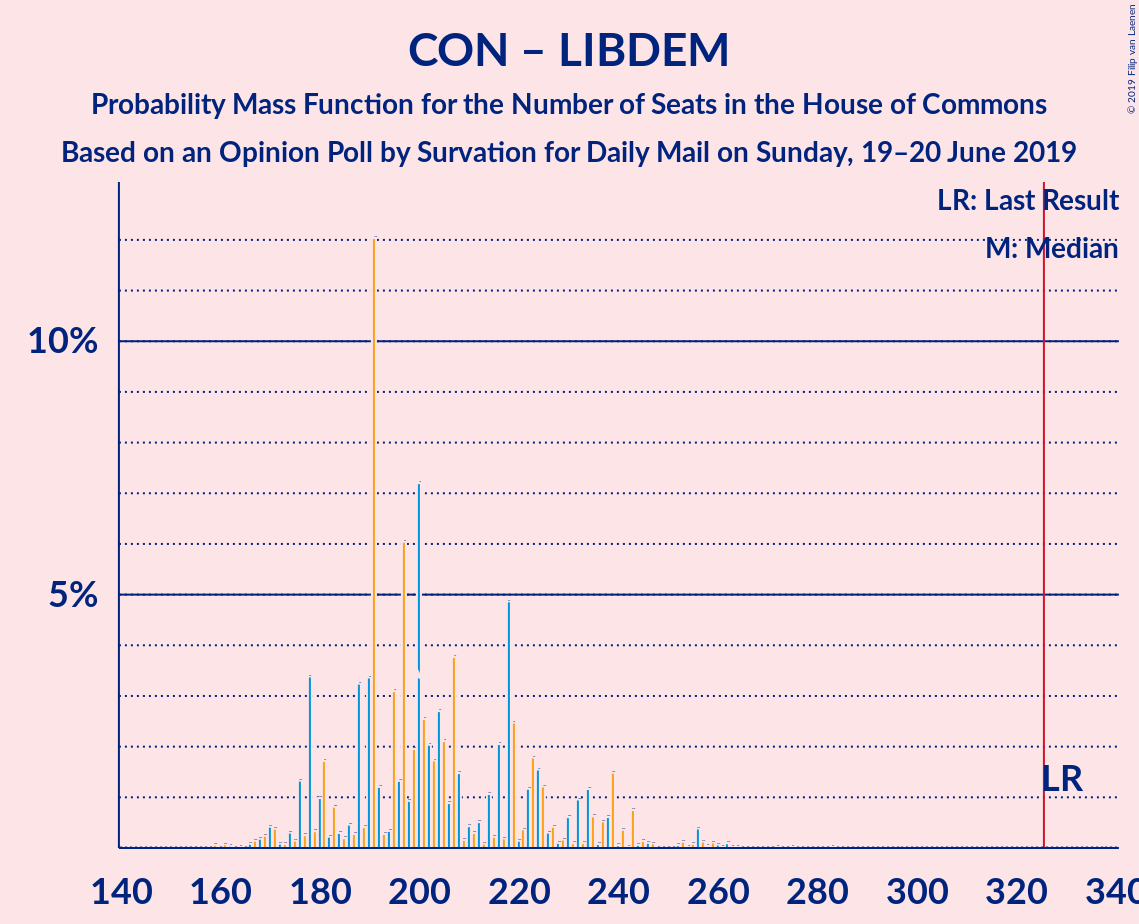 CON – LIBDEM
Probability Mass Function for the Number of Seats in the House of Commons
Based on an Opinion Poll by Survation for Daily Mail on Sunday, 19–20 June 2019
© 2019 Filip van Laenen
LR: Last Result
M: Median
10%
5%
LR
140 160 180 200 220 240 260 280 300 320 340